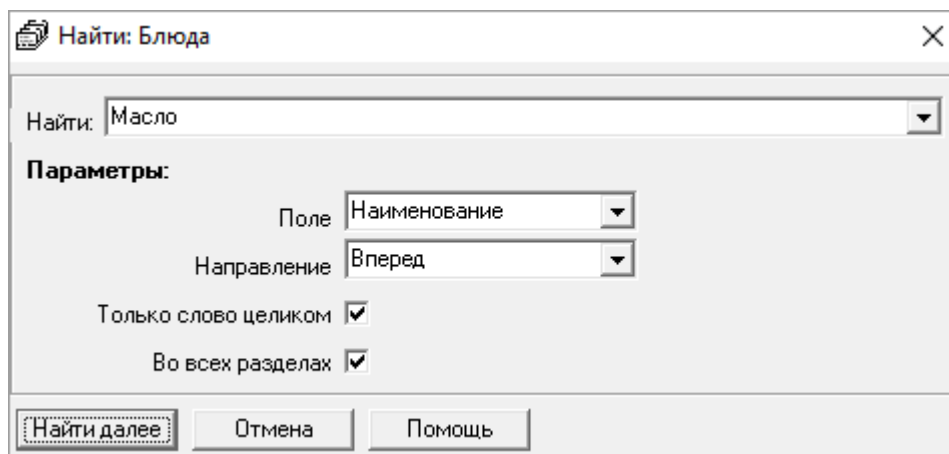 Найти: Блюда
Найти: Масло
Параметры:
Поле Наименование
Направление Вперед
Только слово целиком
Во всех разделах
Найти далее Отмена Помощь